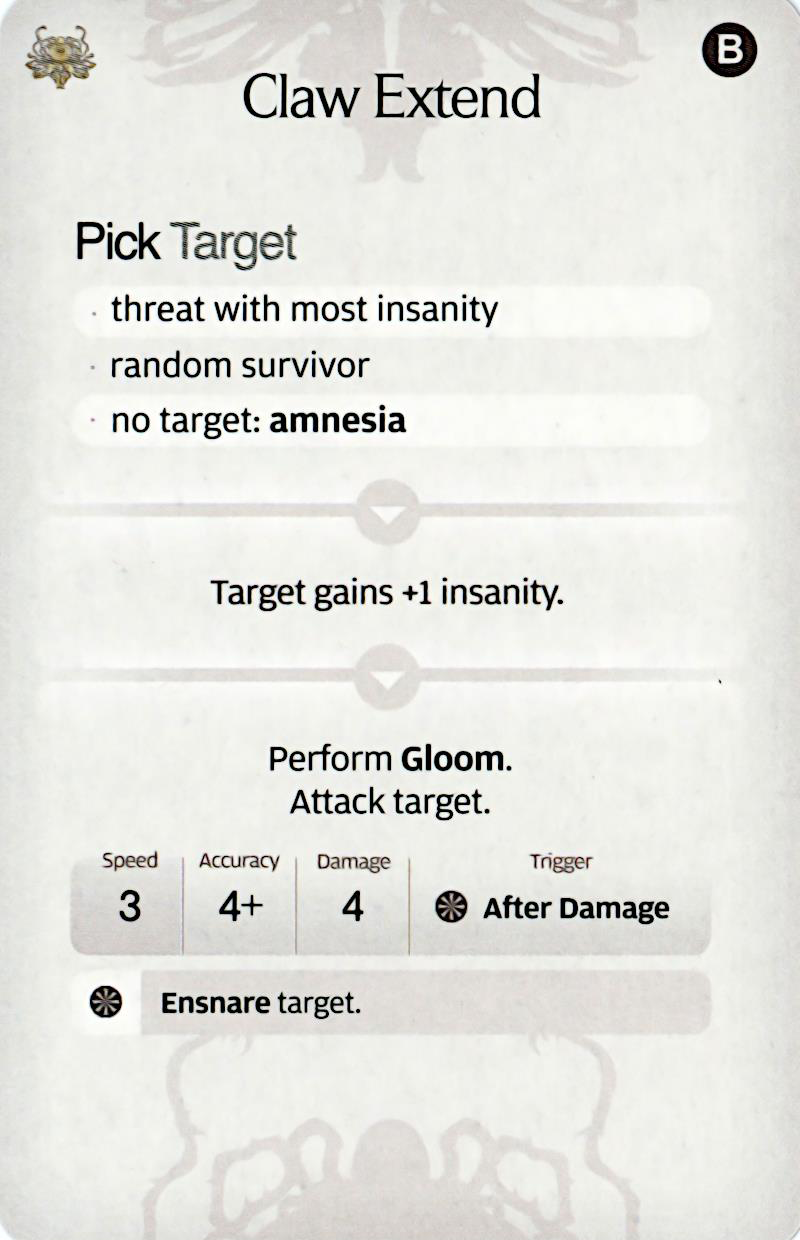 B
Claw Extend
Pick Target
· threat with most insanity
· random survivor
· no target: amnesia
Target gains +1 insanity.
Perform Gloom.
Attack target.
Speed Accuracy Damage Trigger
3 4+ 4 After Damage
Ensnare target.